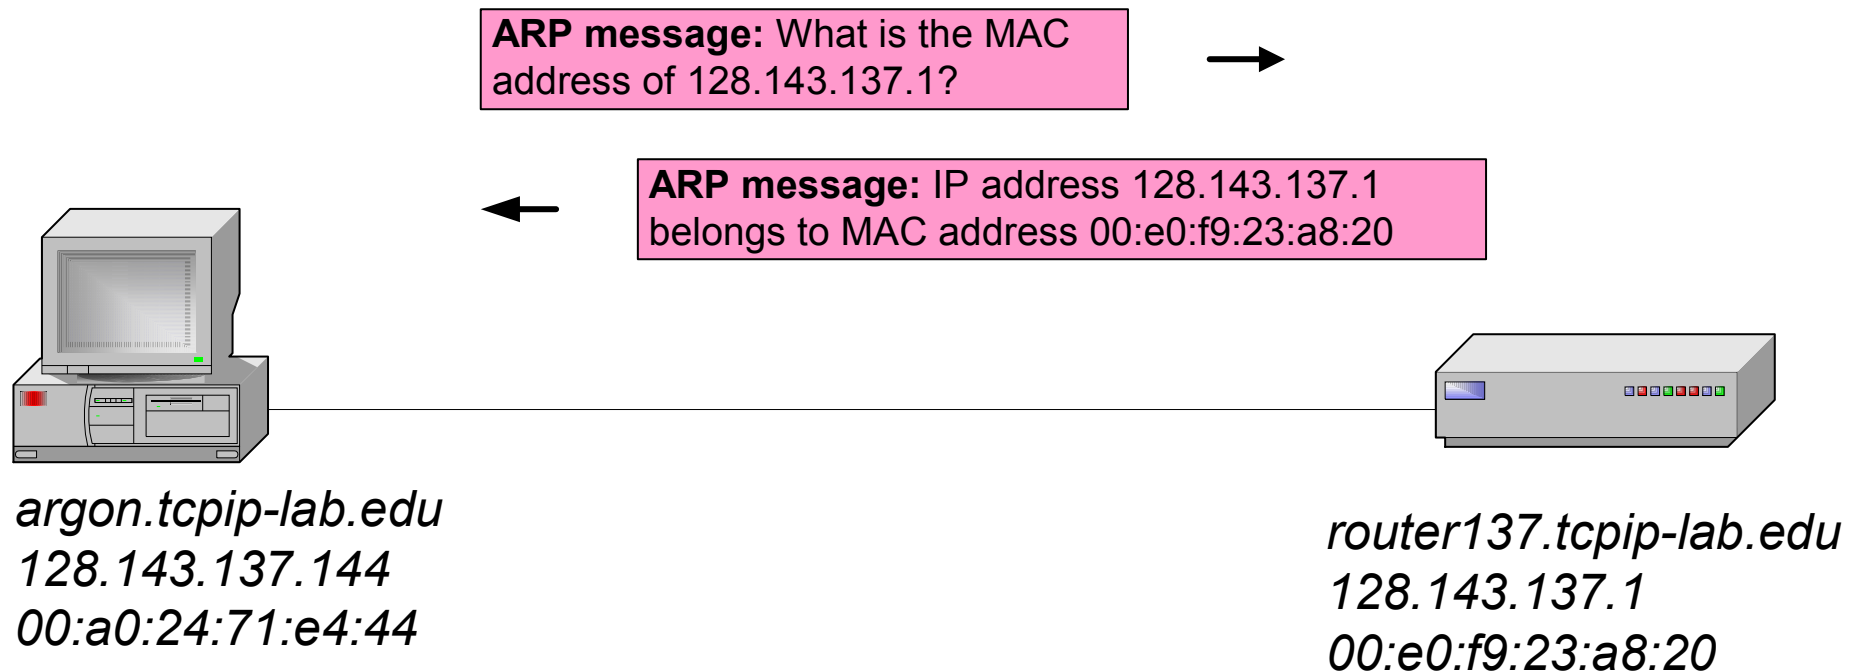 ARP message: What is the MAC
address of 128.143.137.1?
ARP message: IP address 128.143.137.1
belongs to MAC address 00:e0:f9:23:a8:20
argon.tcpip-lab.edu
128.143.137.144
00:a0:24:71:e4:44
router137.tcpip-lab.edu
128.143.137.1
00:e0:f9:23:a8:20